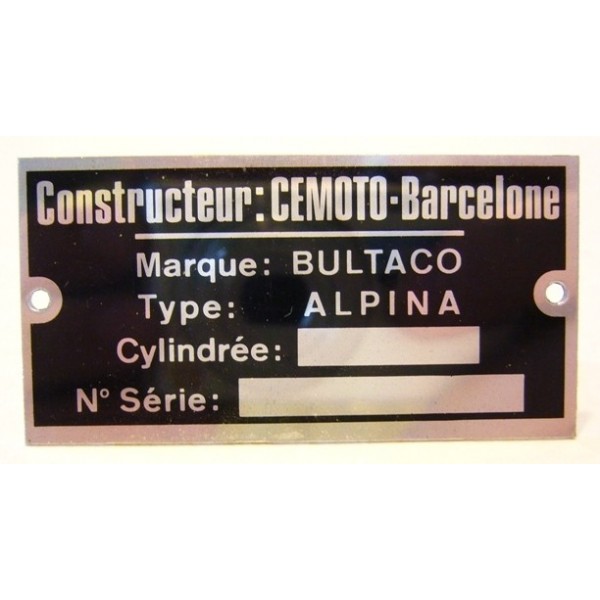 Constructeur: CEMOTO-Barcelone
Marque: BULTACO
Type: ALPINA
Cylindrée:
N° Série: